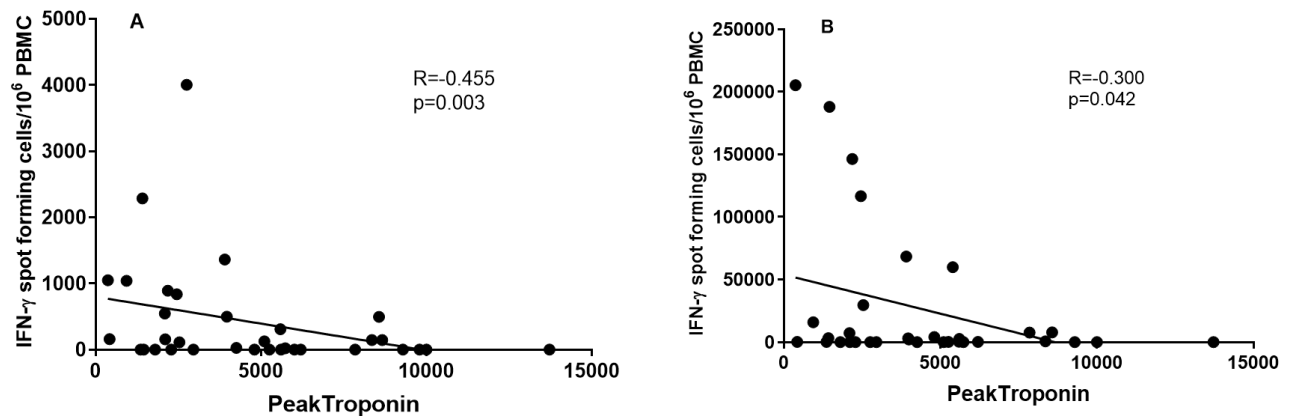 A
R=-0.455
p=0.003
IFN-γ spot forming cells/10⁶ PBMC
5000
4000
3000
2000
1000
0
0 5000 10000 15000
PeakTroponin
B
R=-0.300
p=0.042
IFN-γ spot forming cells/10⁶ PBMC
250000
200000
150000
100000
50000
0
0 5000 10000 15000
PeakTroponin